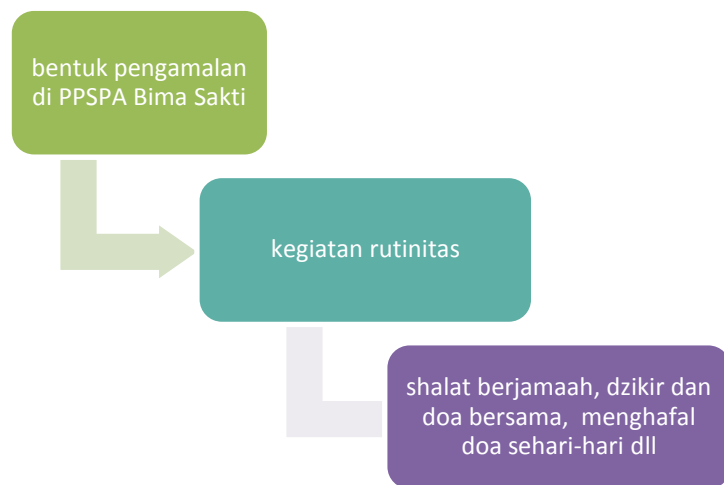 bentuk pengamalan
di PPSPA Bima Sakti
kegiatan rutinitas
shalat berjamaah, dzikir dan
doa bersama, menghafal
doa sehari-hari dll